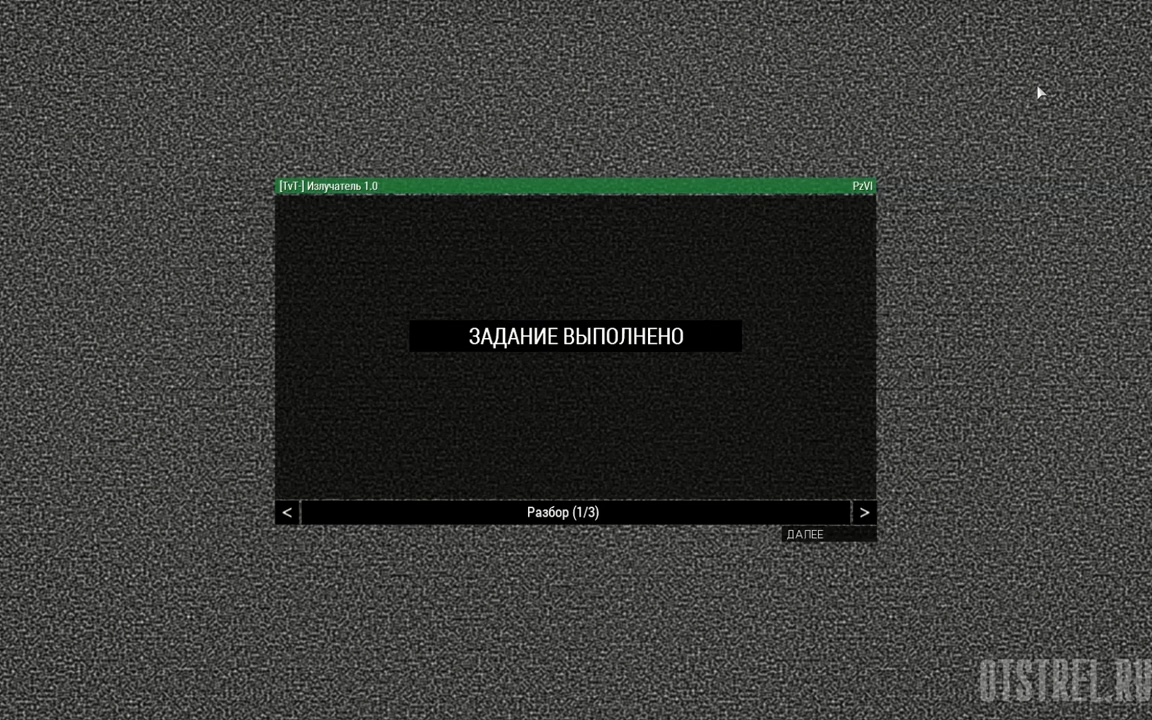 [TvT-] Излучатель 1.0
PzVI
ЗАДАНИЕ ВЫПОЛНЕНО
< Разбор (1/3) >
ДАЛЕЕ
OTSTREL.RU